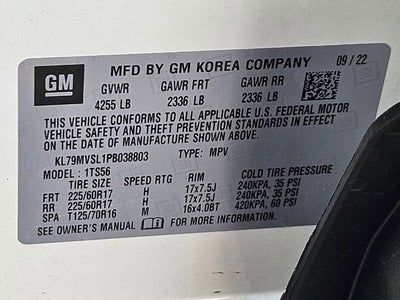 GM
MFD BY GM KOREA COMPANY 09 / 22
GVWR GAWR FRT GAWR RR
4255 LB 2336 LB 2336 LB
THIS VEHICLE CONFORMS TO ALL APPLICABLE U.S. FEDERAL MOTOR
VEHICLE SAFETY AND THEFT PREVENTION STANDARDS IN EFFECT ON
THE DATE OF MANUFACTURE SHOWN ABOVE.
KL79MVSL1PB038803 TYPE: MPV
MODEL : 1TS56
TIRE SIZE SPEED RTG RIM COLD TIRE PRESSURE
FRT 225/60R17 H 17x7.5J 240KPA, 35 PSI
RR 225/60R17 H 17x7.5J 240KPA, 35 PSI
SPA T125/70R16 M 16x4.0BT 420KPA, 60 PSI
SEE OWNER'S MANUAL FOR MORE INFORMATION.